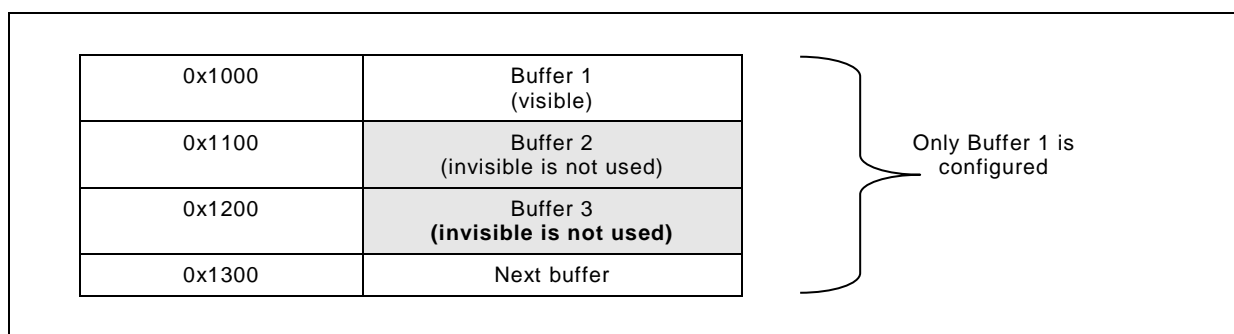 0x1000
Buffer 1
(visible)
0x1100
Buffer 2
(invisible is not used)
0x1200
Buffer 3
(invisible is not used)
0x1300
Next buffer
Only Buffer 1 is
configured